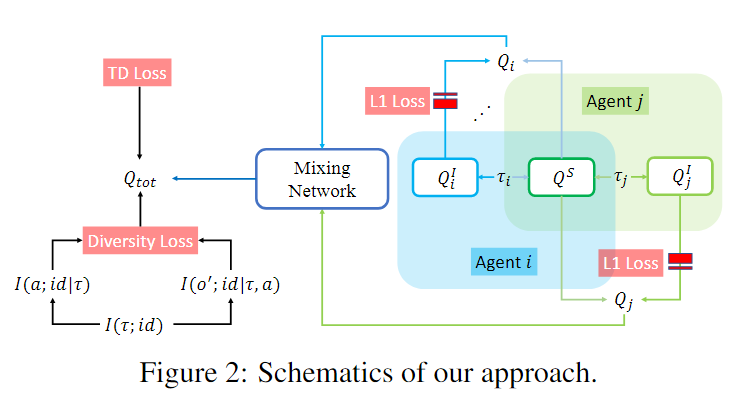 TD Loss
Q_tot
Diversity Loss
I(a; id|τ)
I(o′; id|τ, a)
I(τ; id)
Mixing
Network
Q_i
L1 Loss
⋰
Agent j
Q_i^I
τ_i
Q^S
τ_j
Q_j^I
Agent i
L1 Loss
Q_j
Figure 2: Schematics of our approach.